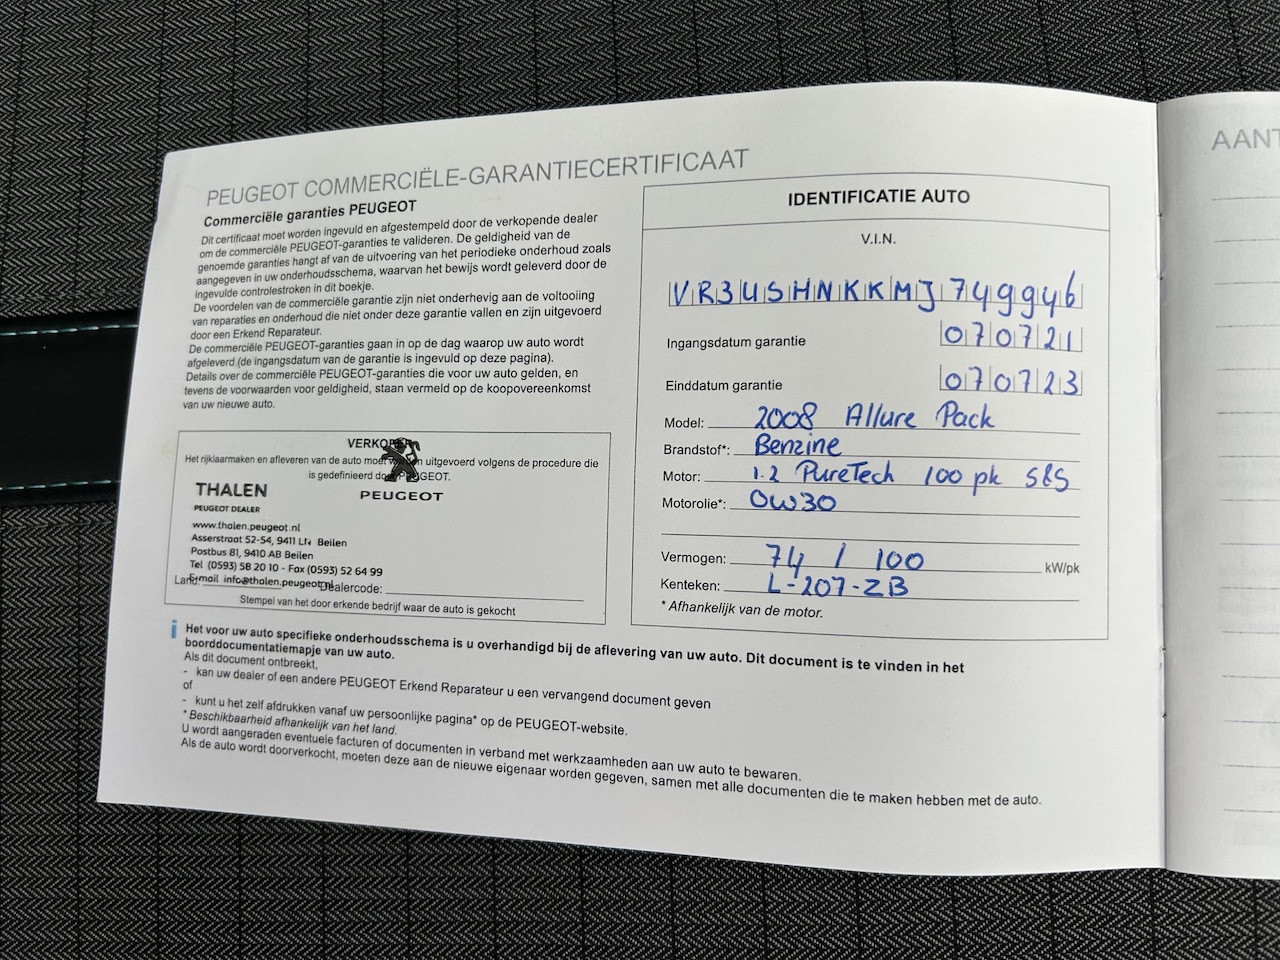 PEUGEOT COMMERCIËLE-GARANTIECERTIFICAAT
Commerciële garanties PEUGEOT
Dit certificaat moet worden ingevuld en afgestempeld door de verkopende dealer
om de commerciële PEUGEOT-garanties te valideren. De geldigheid van de
genoemde garanties hangt af van de uitvoering van het periodieke onderhoud zoals
aangegeven in uw onderhoudsschema, waarvan het bewijs wordt geleverd door de
ingevulde controlestroken in dit boekje.
De voordelen van de commerciële garantie zijn niet onderhevig aan de voltooiing
van reparaties en onderhoud die niet onder deze garantie vallen en zijn uitgevoerd
door een Erkend Reparateur.
De commerciële PEUGEOT-garanties gaan in op de dag waarop uw auto wordt
afgeleverd (de ingangsdatum van de garantie is ingevuld op deze pagina).
Details over de commerciële PEUGEOT-garanties die voor uw auto gelden, en
tevens de voorwaarden voor geldigheid, staan vermeld op de koopovereenkomst
van uw nieuwe auto.
Het rijklaarmaken en afleveren van de auto moet uitgevoerd volgens de procedure die
is gedefinieerd door PEUGEOT.
PEUGEOT
THALEN
PEUGEOT DEALER
www.thalen.peugeot.nl
Asserstraat 52-54, 9411 LN Beilen
Postbus 81, 9410 AB Beilen
Tel (0593) 58 20 10 - Fax (0593) 52 64 99
E-mail info@thalen.peugeot.nl
Land: Dealercode:
Stempel van het door erkende bedrijf waar de auto is gekocht
IDENTIFICATIE AUTO
V.I.N.
VR3USHNKKMJ749946
Ingangsdatum garantie 070721
Einddatum garantie 070723
Model: 2008 Allure Pack
Brandstof*: Benzine
Motor: 1.2 PureTech 100 pk S&S
Motorolie*: 0W30
Vermogen: 74 / 100 kW/pk
Kenteken: L-207-ZB
* Afhankelijk van de motor.
i Het voor uw auto specifieke onderhoudsschema is u overhandigd bij de aflevering van uw auto. Dit document is te vinden in het
boorddocumentatiemapje van uw auto.
Als dit document ontbreekt,
- kan uw dealer of een andere PEUGEOT Erkend Reparateur u een vervangend document geven
of
- kunt u het zelf afdrukken vanaf uw persoonlijke pagina* op de PEUGEOT-website.
* Beschikbaarheid afhankelijk van het land.
U wordt aangeraden eventuele facturen of documenten in verband met werkzaamheden aan uw auto te bewaren.
Als de auto wordt doorverkocht, moeten deze aan de nieuwe eigenaar worden gegeven, samen met alle documenten die te maken hebben met de auto.